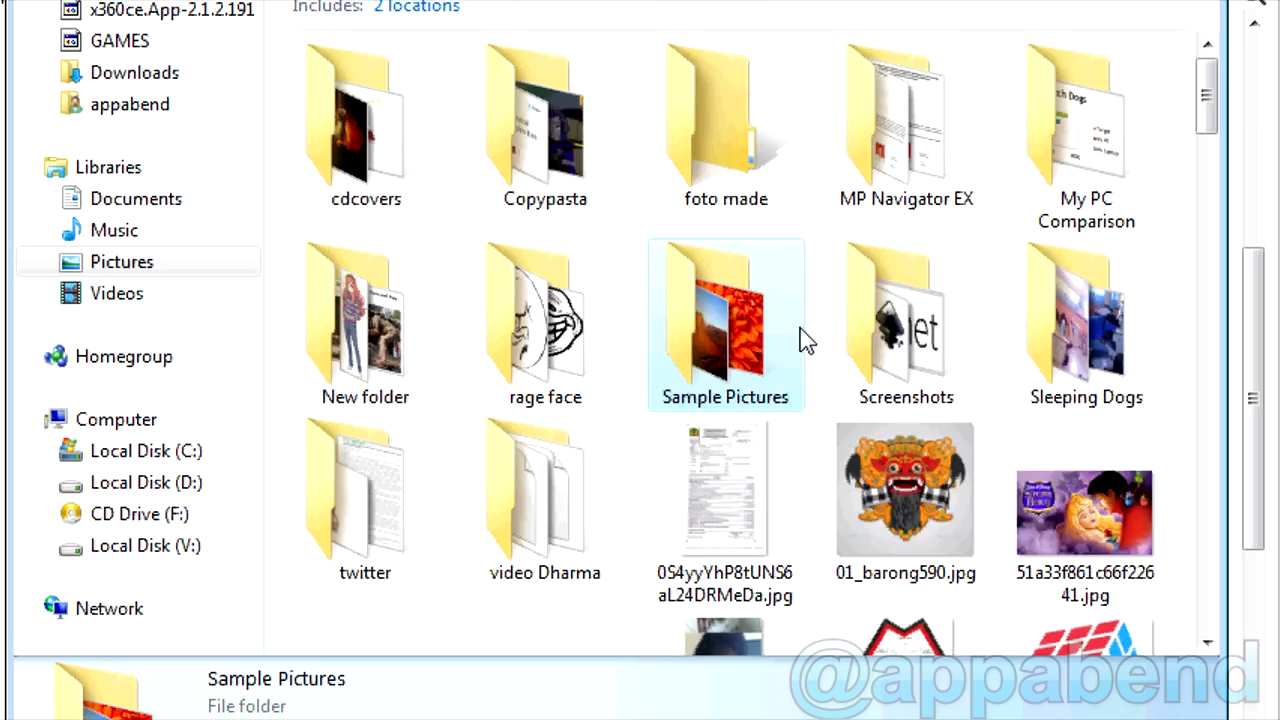 x360ce.App-2.1.2.191
GAMES
Downloads
appabend
Libraries
Documents
Music
Pictures
Videos
Homegroup
Computer
Local Disk (C:)
Local Disk (D:)
CD Drive (F:)
Local Disk (V:)
Network
Includes: 2 locations
cdcovers
Copypasta
foto made
MP Navigator EX
My PC
Comparison
New folder
rage face
Sample Pictures
Screenshots
Sleeping Dogs
twitter
video Dharma
0S4yyYhP8tUNS6
aL24DRMeDa.jpg
01_barong590.jpg
51a33f861c66f226
41.jpg
Sample Pictures
File folder
@appabend